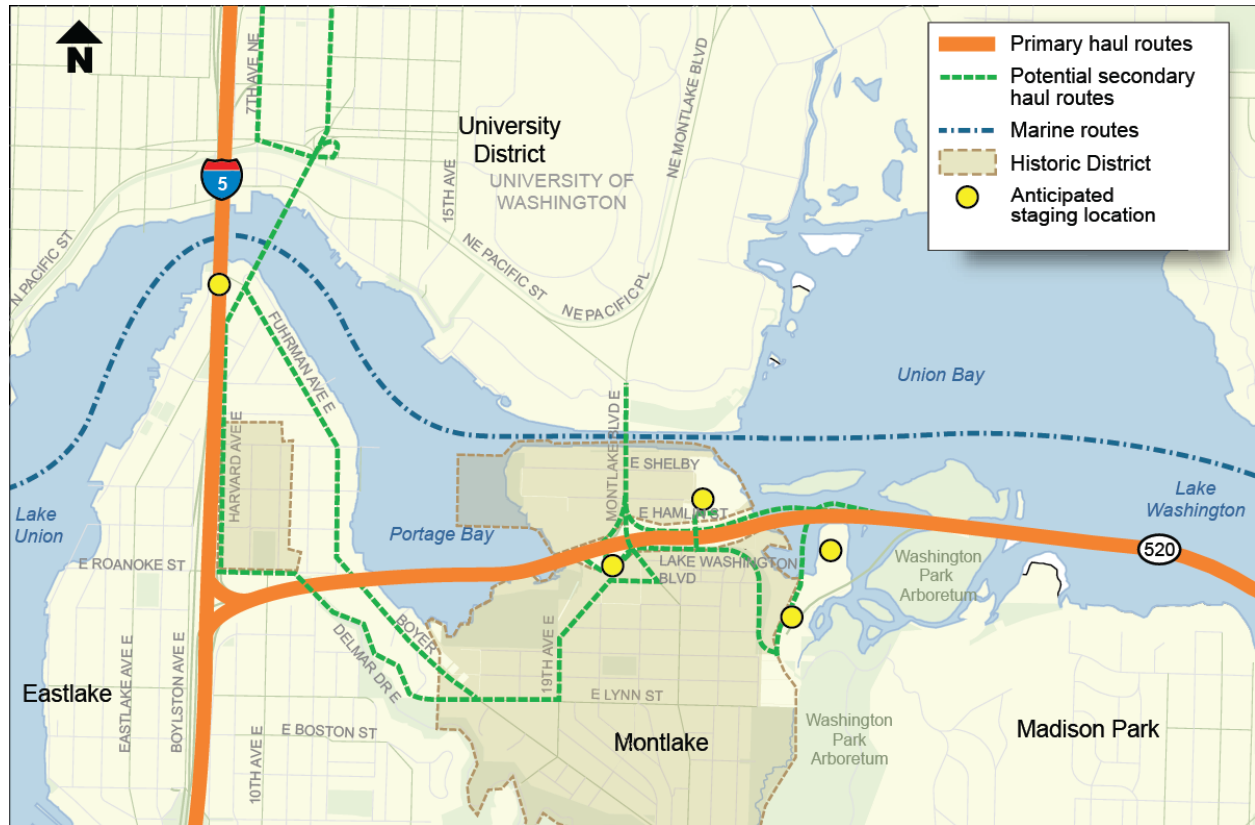 N
7TH AVE NE
5
University
District
UNIVERSITY OF
WASHINGTON
15TH AVE
NE MONTLAKE BLVD
Primary haul routes
Potential secondary
haul routes
Marine routes
Historic District
Anticipated
staging location
N PACIFIC ST
NE PACIFIC ST
NE PACIFIC PL
FUHRMAN AVE E
Union Bay
HARVARD AVE E
MONTLAKE BLVD E
E SHELBY
E HAMLIN ST
Lake
Union
Portage Bay
Lake
Washington
520
E ROANOKE ST
LAKE WASHINGTON
BLVD
Washington
Park
Arboretum
BOYER
DELMAR DR E
19TH AVE E
E LYNN ST
Eastlake
EASTLAKE AVE E
BOYLSTON AVE E
10TH AVE E
E BOSTON ST
Montlake
Washington
Park
Arboretum
Madison Park